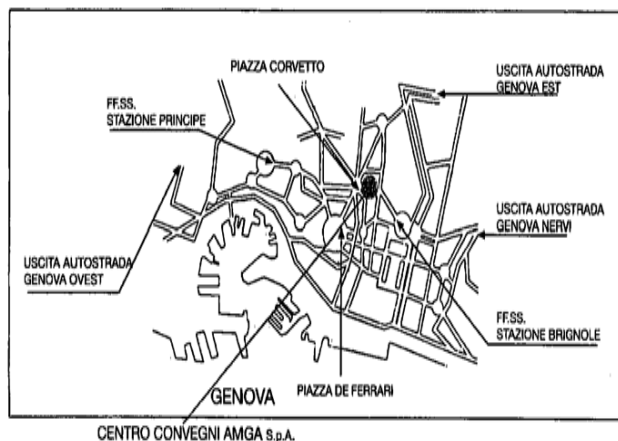 PIAZZA CORVETTO
USCITA AUTOSTRADA
GENOVA EST
FF.SS.
STAZIONE PRINCIPE
USCITA AUTOSTRADA
GENOVA NERVI
USCITA AUTOSTRADA
GENOVA OVEST
FF.SS.
STAZIONE BRIGNOLE
PIAZZA DE FERRARI
GENOVA
CENTRO CONVEGNI AMGA S.p.A.